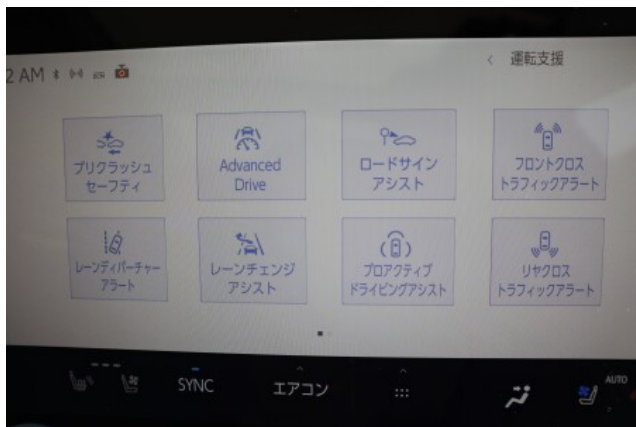 2 AM
運転支援
プリクラッシュ
セーフティ
Advanced
Drive
ロードサイン
アシスト
フロントクロス
トラフィックアラート
レーンディパーチャー
アラート
レーンチェンジ
アシスト
プロアクティブ
ドライビングアシスト
リヤクロス
トラフィックアラート
SYNC
エアコン
AUTO